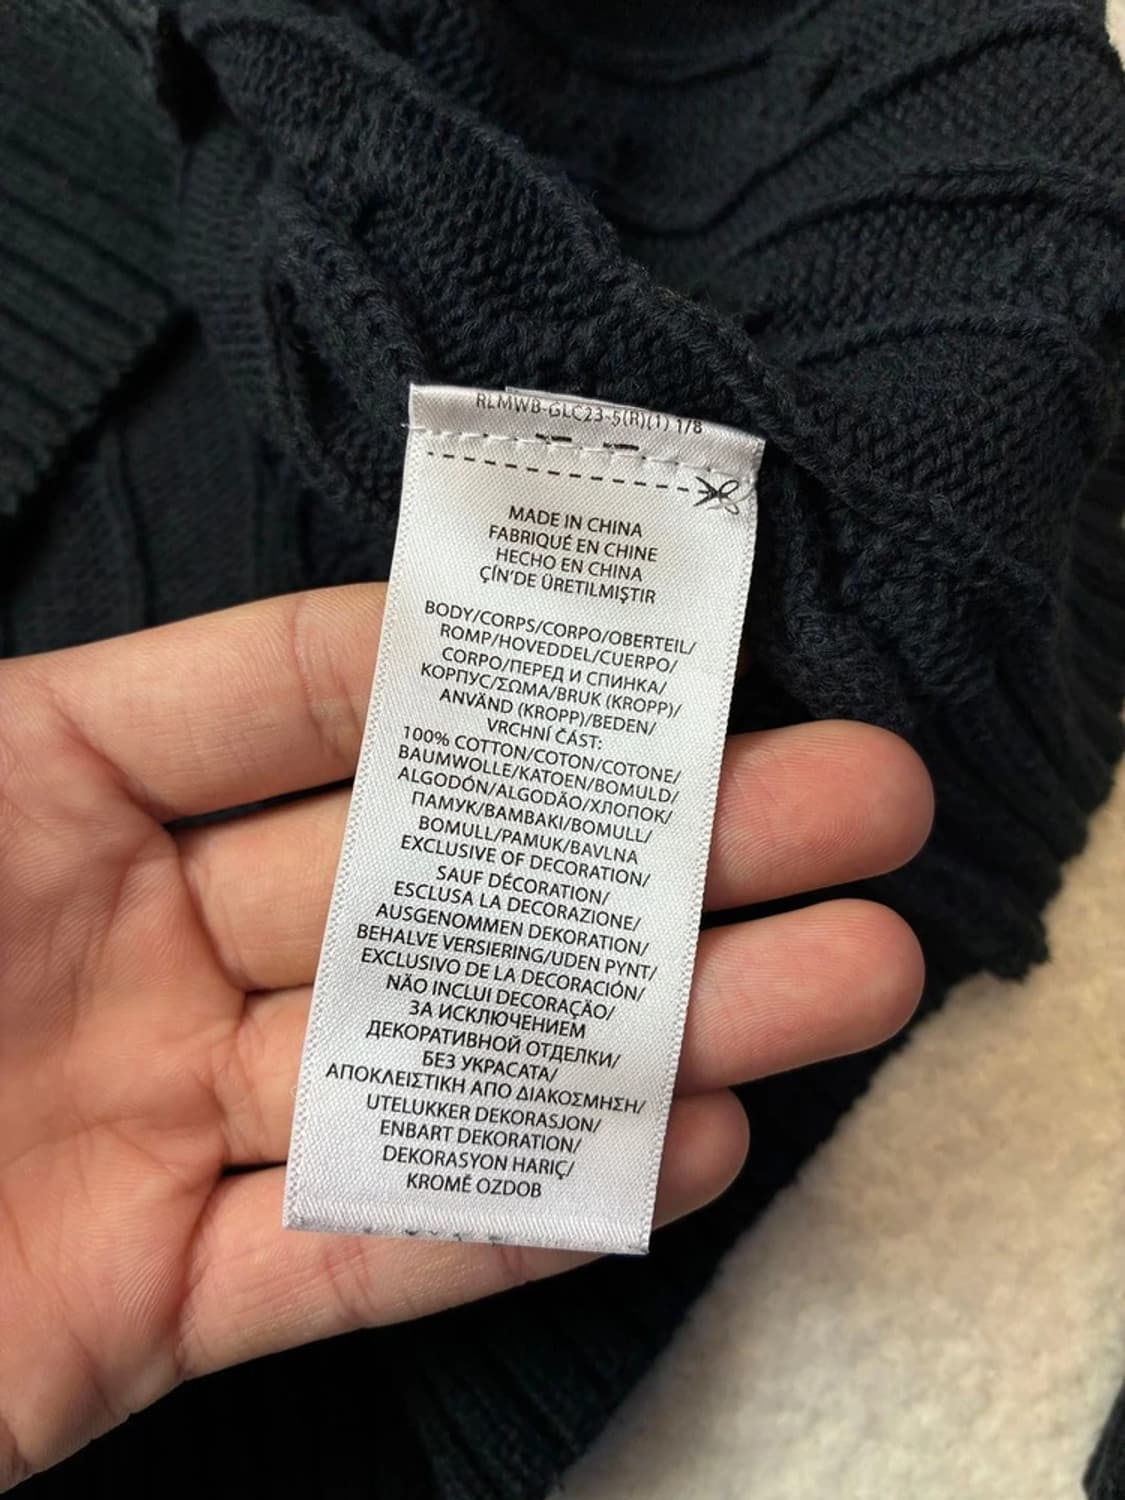 RLMWB-GLC23-5(R)(1) 1/8
MADE IN CHINA
FABRIQUÉ EN CHINE
HECHO EN CHINA
ÇİN'DE ÜRETILMIŞTIR
BODY/CORPS/CORPO/OBERTEIL/
ROMP/HOVEDDEL/CUERPO/
CORPO/ПЕРЕД И СПИНКА/
КОРПУС/ΣΩΜΑ/BRUK (KROPP)/
ANVÄND (KROPP)/BEDEN/
VRCHNÍ ČÁST:
100% COTTON/COTON/COTONE/
BAUMWOLLE/KATOEN/BOMULD/
ALGODÓN/ALGODÃO/ХЛОПОК/
ПАМУК/ΒΑΜΒΑΚΙ/BOMULL/
BOMULL/PAMUK/BAVLNA
EXCLUSIVE OF DECORATION/
SAUF DÉCORATION/
ESCLUSA LA DECORAZIONE/
AUSGENOMMEN DEKORATION/
BEHALVE VERSIERING/UDEN PYNT/
EXCLUSIVO DE LA DECORACIÓN/
NÃO INCLUI DECORAÇÃO/
ЗА ИСКЛЮЧЕНИЕМ
ДЕКОРАТИВНОЙ ОТДЕЛКИ/
БЕЗ УКРАСАТА/
ΑΠΟΚΛΕΙΣΤΙΚΗ ΑΠΟ ΔΙΑΚΟΣΜΗΣΗ/
UTELUKKER DEKORASJON/
ENBART DEKORATION/
DEKORASYON HARIÇ/
KROMĚ OZDOB